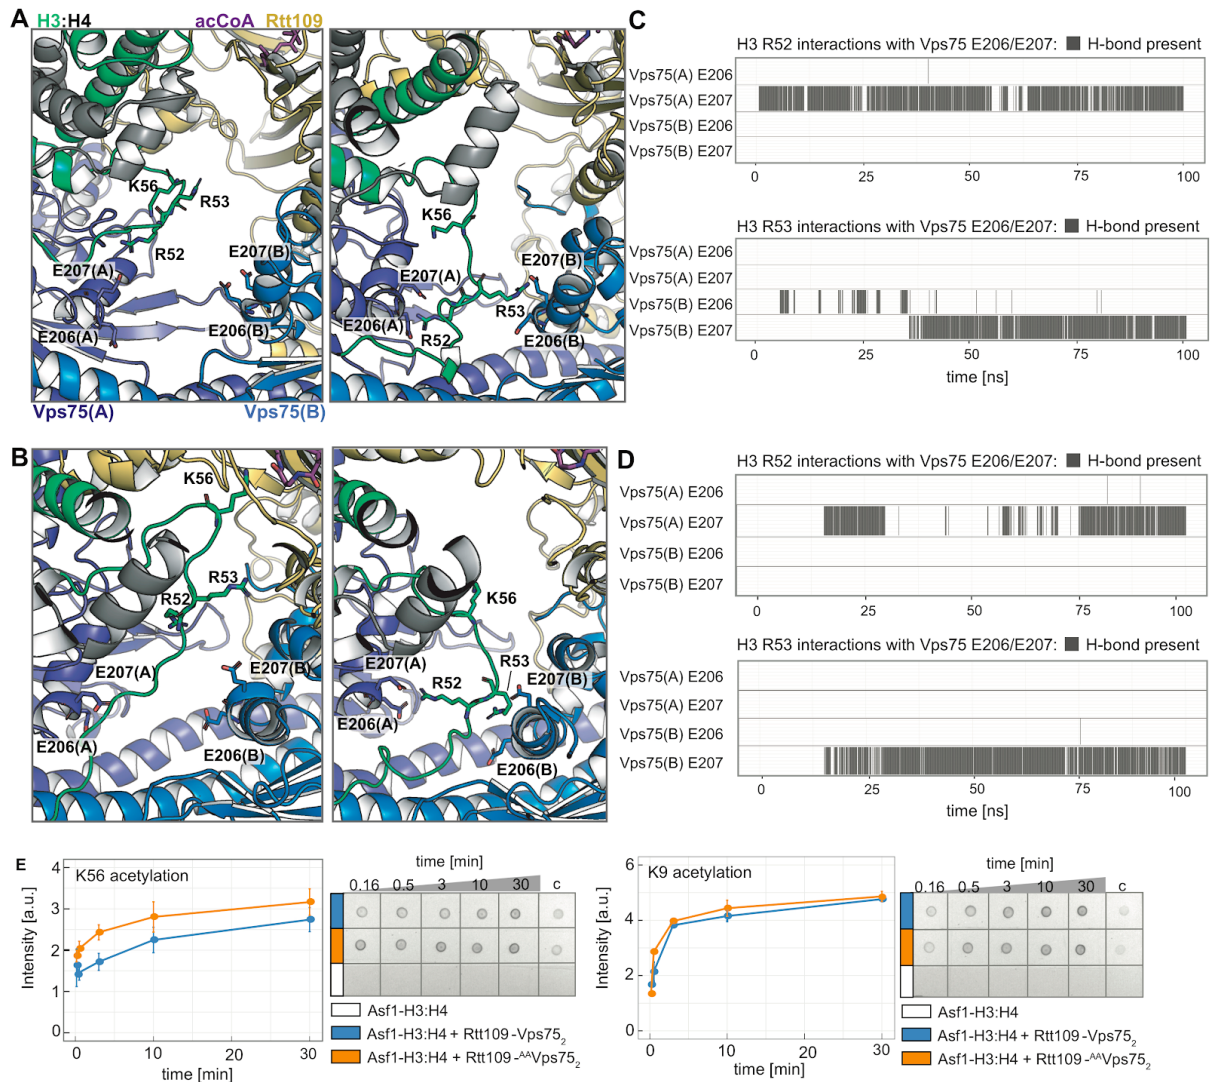 A
H3:H4
acCoA Rtt109
K56
R53
R52
E207(A)
E207(B)
E206(A)
E206(B)
K56
E207(A)
E207(B)
R53
E206(A)
R52
E206(B)
Vps75(A)
Vps75(B)
C
H3 R52 interactions with Vps75 E206/E207: H-bond present
Vps75(A) E206
Vps75(A) E207
Vps75(B) E206
Vps75(B) E207
0 25 50 75 100
H3 R53 interactions with Vps75 E206/E207: H-bond present
Vps75(A) E206
Vps75(A) E207
Vps75(B) E206
Vps75(B) E207
0 25 50 75 100
time [ns]
B
K56
R53
R52
E207(A)
E207(B)
E206(A)
E206(B)
K56
E207(A)
R53
R52
E207(B)
E206(A)
E206(B)
D
H3 R52 interactions with Vps75 E206/E207: H-bond present
Vps75(A) E206
Vps75(A) E207
Vps75(B) E206
Vps75(B) E207
0 25 50 75 100
H3 R53 interactions with Vps75 E206/E207: H-bond present
Vps75(A) E206
Vps75(A) E207
Vps75(B) E206
Vps75(B) E207
0 25 50 75 100
time [ns]
E
K56 acetylation
Intensity [a.u.]
4
3
2
1
0
0 10 20 30
time [min]
time [min]
0.16 0.5 3 10 30 c
Asf1-H3:H4
Asf1-H3:H4 + Rtt109 -Vps75₂
Asf1-H3:H4 + Rtt109 -ᴬᴬVps75₂
K9 acetylation
Intensity [a.u.]
6
4
2
0
0 10 20 30
time [min]
time [min]
0.16 0.5 3 10 30 c
Asf1-H3:H4
Asf1-H3:H4 + Rtt109 -Vps75₂
Asf1-H3:H4 + Rtt109 -ᴬᴬVps75₂